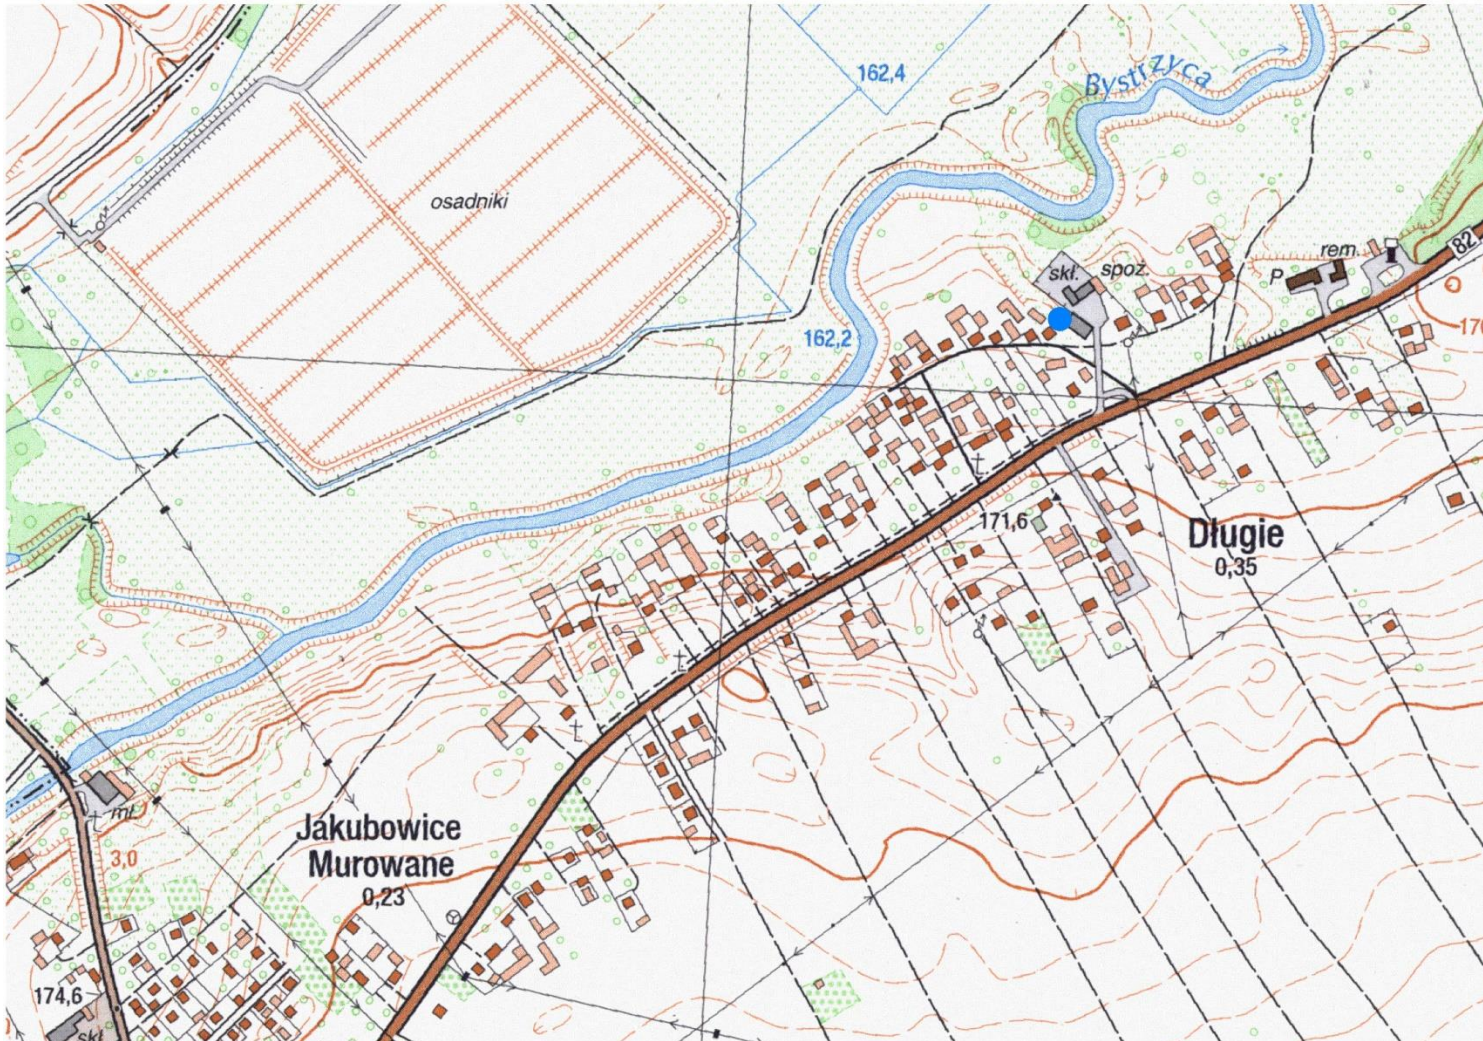 162,4
Bystrzyca
osadniki
skł.
spoż.
rem.
P
82
162,2
170
171,6
Długie
0,35
Jakubowice
Murowane
0,23
mł.
3,0
174,6
skł